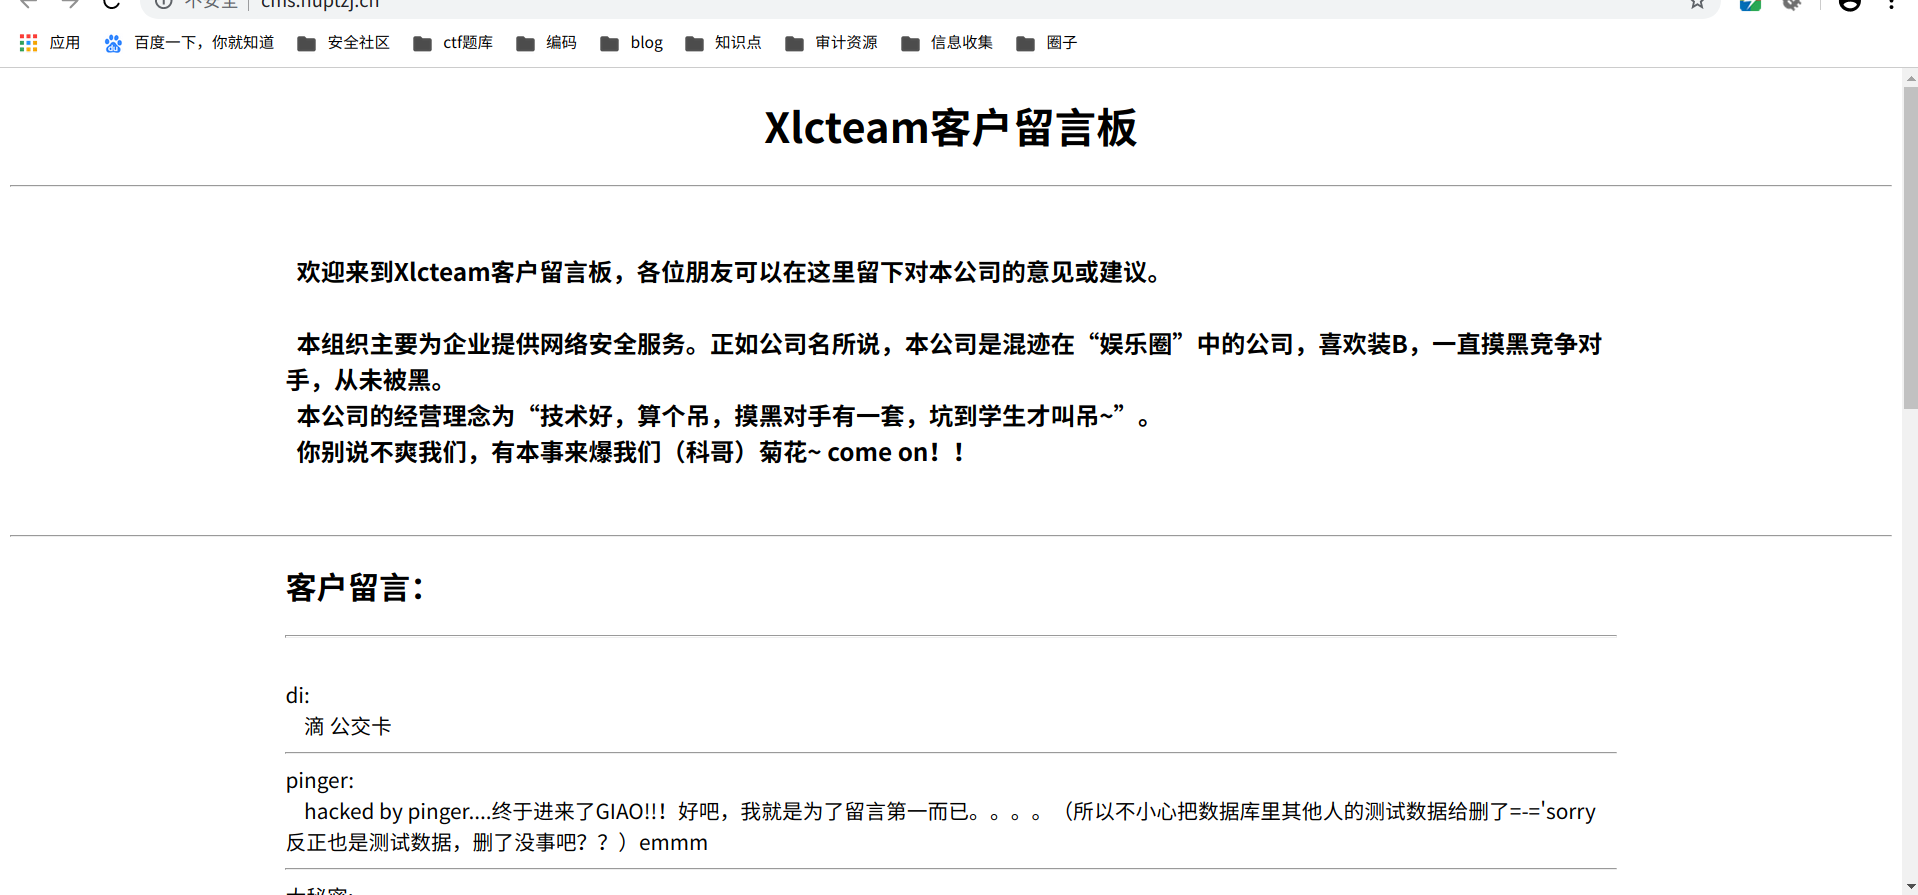 不安全 cms.nuptzj.cn
应用 百度一下，你就知道 安全社区 ctf题库 编码 blog 知识点 审计资源 信息收集 圈子
Xlcteam客户留言板
欢迎来到Xlcteam客户留言板，各位朋友可以在这里留下对本公司的意见或建议。
本组织主要为企业提供网络安全服务。正如公司名所说，本公司是混迹在“娱乐圈”中的公司，喜欢装B，一直摸黑竞争对
手，从未被黑。
本公司的经营理念为“技术好，算个吊，摸黑对手有一套，坑到学生才叫吊~”。
你别说不爽我们，有本事来爆我们（科哥）菊花~ come on！！
客户留言：
di:
滴 公交卡
pinger:
hacked by pinger....终于进来了GIAO!!！好吧，我就是为了留言第一而已。。。。（所以不小心把数据库里其他人的测试数据给删了=-='sorry
反正也是测试数据，删了没事吧？？）emmm
大秘密: